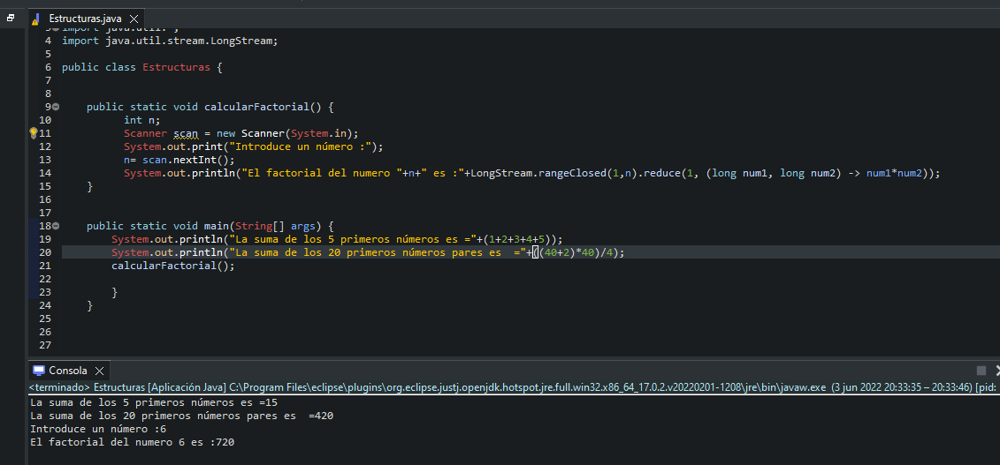 Estructuras.java
3 import java.util.*;
4 import java.util.stream.LongStream;
5
6 public class Estructuras {
7
8
9 public static void calcularFactorial() {
10 int n;
11 Scanner scan = new Scanner(System.in);
12 System.out.print("Introduce un número :");
13 n= scan.nextInt();
14 System.out.println("El factorial del numero "+n+" es :"+LongStream.rangeClosed(1,n).reduce(1, (long num1, long num2) -> num1*num2));
15 }
16
17
18 public static void main(String[] args) {
19 System.out.println("La suma de los 5 primeros números es ="+(1+2+3+4+5));
20 System.out.println("La suma de los 20 primeros números pares es  ="+((40+2)*40)/4);
21 calcularFactorial();
22
23 }
24 }
25
26
27
Consola
<terminado> Estructuras [Aplicación Java] C:\Program Files\eclipse\plugins\org.eclipse.justj.openjdk.hotspot.jre.full.win32.x86_64_17.0.2.v20220201-1208\jre\bin\javaw.exe (3 jun 2022 20:33:35 – 20:33:46) [pid:
La suma de los 5 primeros números es =15
La suma de los 20 primeros números pares es  =420
Introduce un número :6
El factorial del numero 6 es :720